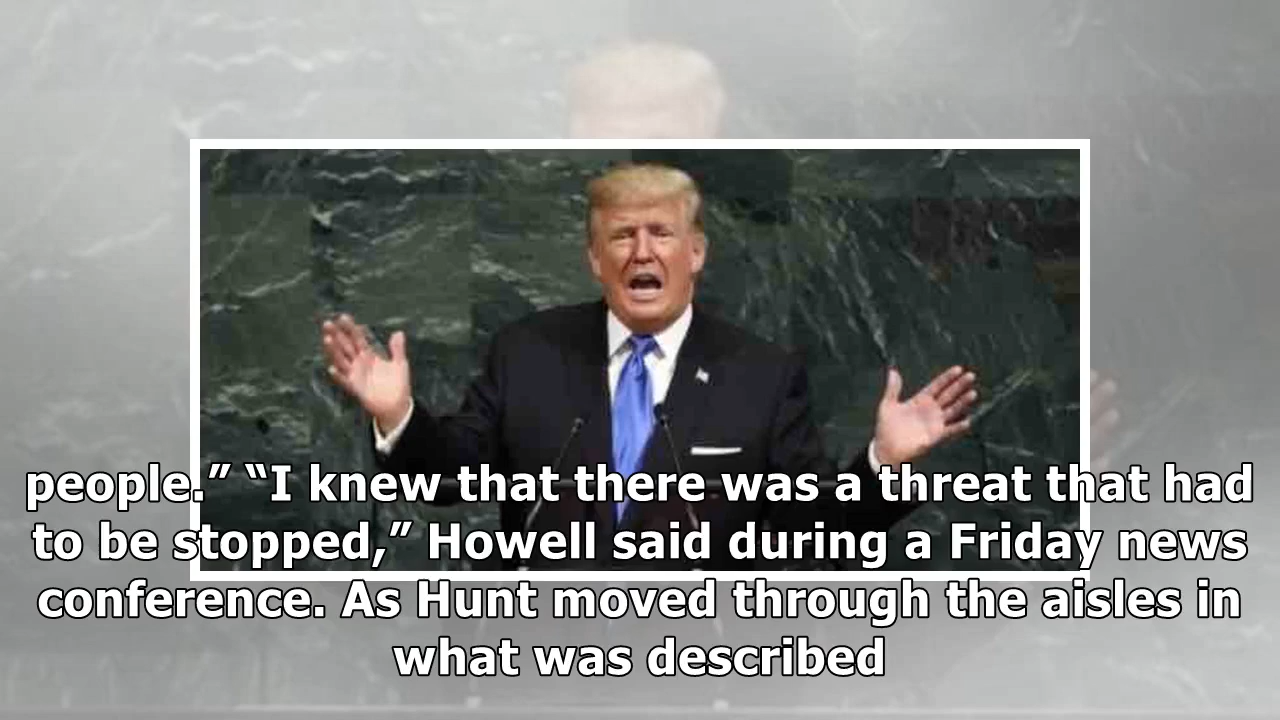 people.” “I knew that there was a threat that had
to be stopped,” Howell said during a Friday news
conference. As Hunt moved through the aisles in
what was described